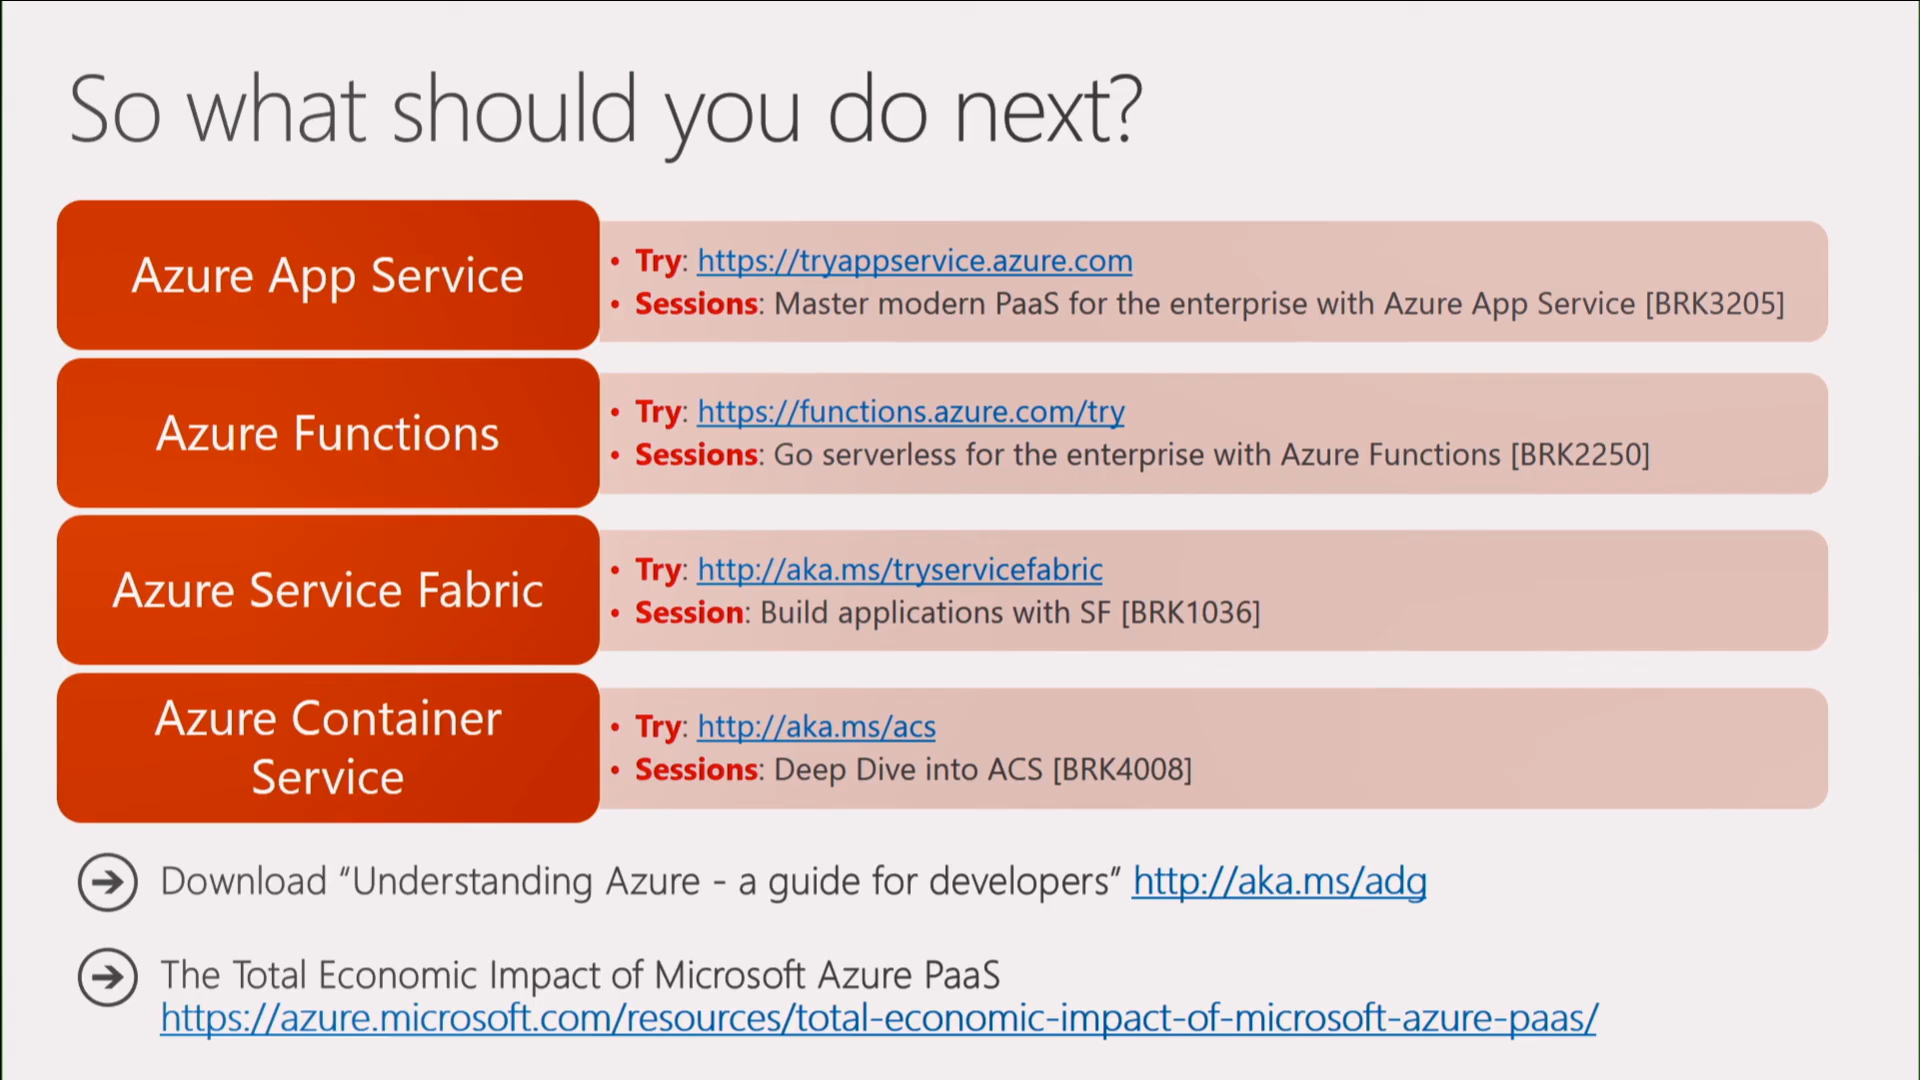 So what should you do next?
Azure App Service
• Try: https://tryappservice.azure.com
• Sessions: Master modern PaaS for the enterprise with Azure App Service [BRK3205]
Azure Functions
• Try: https://functions.azure.com/try
• Sessions: Go serverless for the enterprise with Azure Functions [BRK2250]
Azure Service Fabric
• Try: http://aka.ms/tryservicefabric
• Session: Build applications with SF [BRK1036]
Azure Container
Service
• Try: http://aka.ms/acs
• Sessions: Deep Dive into ACS [BRK4008]
Download “Understanding Azure - a guide for developers” http://aka.ms/adg
The Total Economic Impact of Microsoft Azure PaaS
https://azure.microsoft.com/resources/total-economic-impact-of-microsoft-azure-paas/